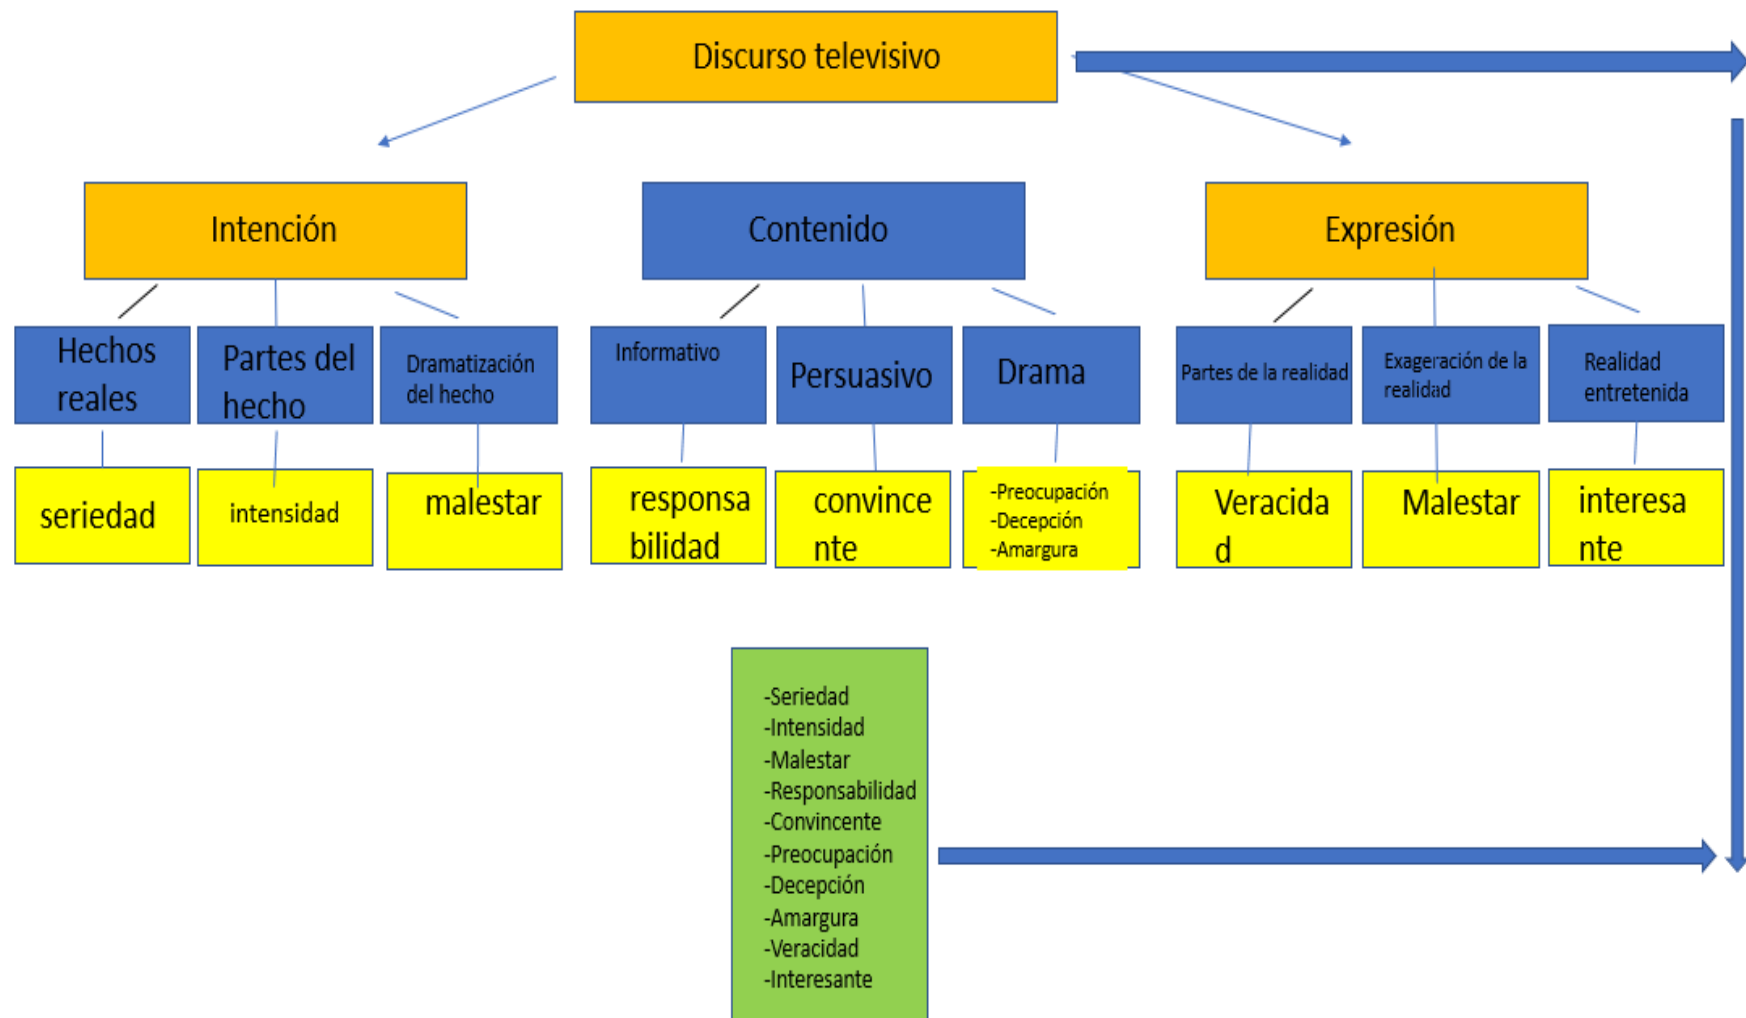 Discurso televisivo
Intención
Contenido
Expresión
Hechos
reales
Partes del
hecho
Dramatización
del hecho
Informativo
Persuasivo
Drama
Partes de la realidad
Exageración de la
realidad
Realidad
entretenida
seriedad
intensidad
malestar
responsa
bilidad
convince
nte
-Preocupación
-Decepción
-Amargura
Veracida
d
Malestar
interesa
nte
-Seriedad
-Intensidad
-Malestar
-Responsabilidad
-Convincente
-Preocupación
-Decepción
-Amargura
-Veracidad
-Interesante